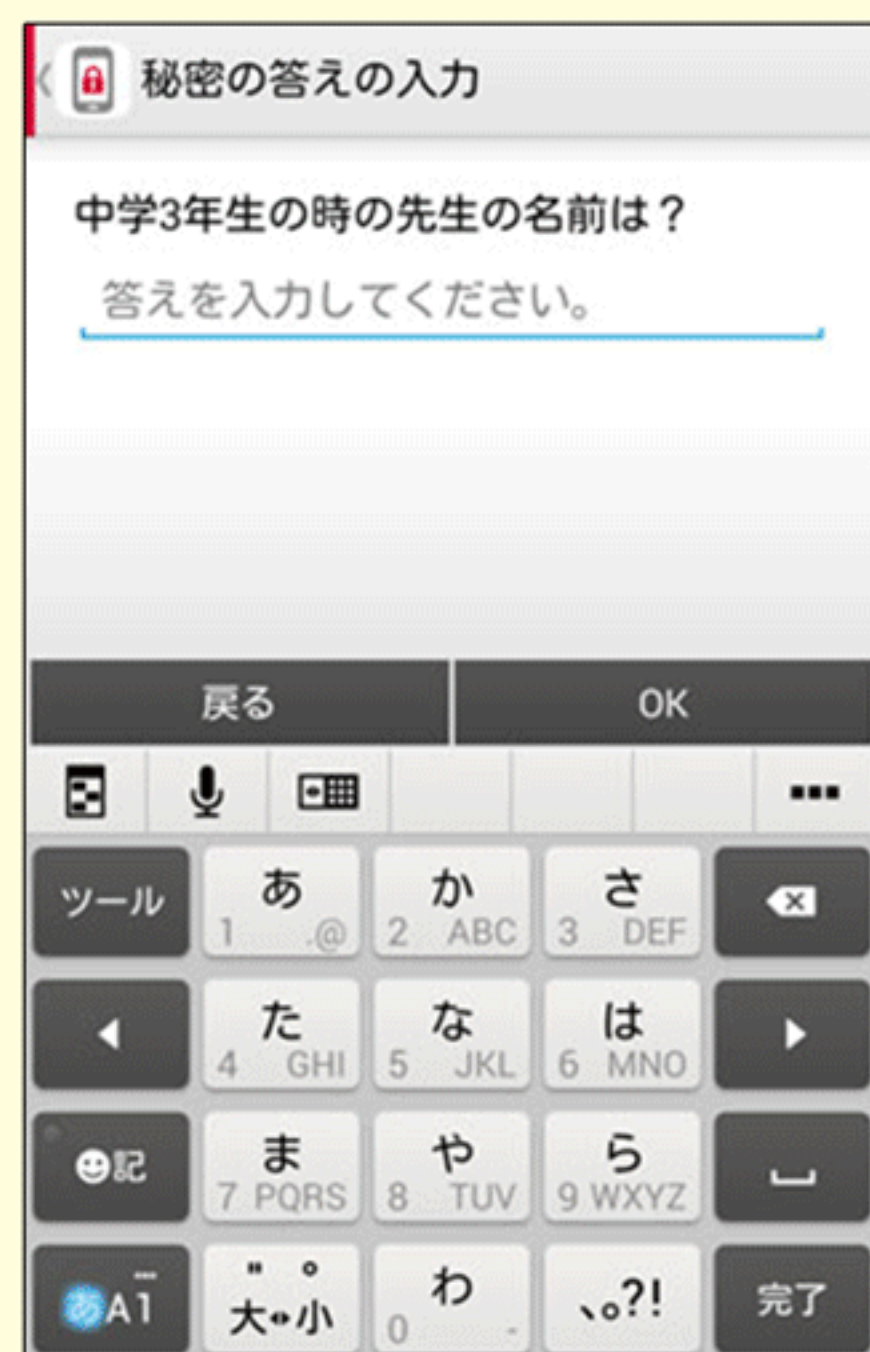 秘密の答えの入力
中学3年生の時の先生の名前は？
答えを入力してください。
戻る OK
ツール あ 1 .@ か 2 ABC さ 3 DEF
た 4 GHI な 5 JKL は 6 MNO
記 ま 7 PQRS や 8 TUV ら 9 WXYZ
あA1 ゛ ゜ 大⇔小 わ 0 - 、。?! 完了